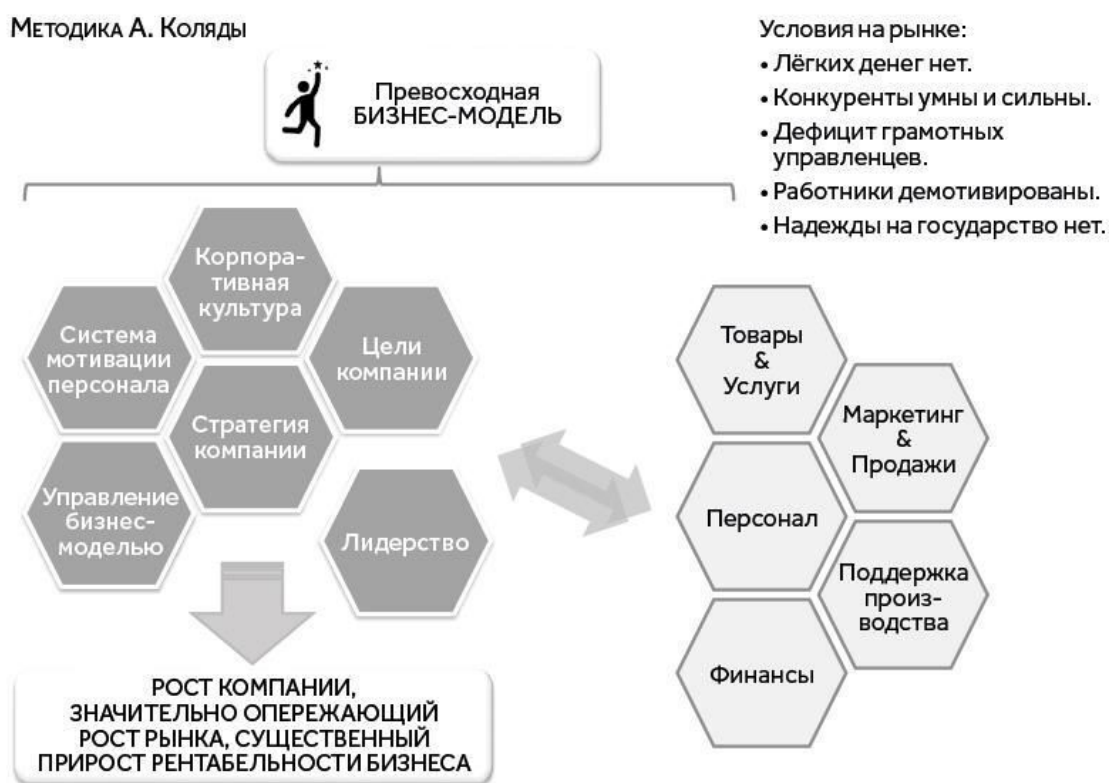 Методика А. Коляды
Превосходная
БИЗНЕС-МОДЕЛЬ
Условия на рынке:
• Лёгких денег нет.
• Конкуренты умны и сильны.
• Дефицит грамотных
управленцев.
• Работники демотивированы.
• Надежды на государство нет.
Корпора-
тивная
культура
Система
мотивации
персонала
Цели
компании
Стратегия
компании
Управление
бизнес-
моделью
Лидерство
Товары
&
Услуги
Маркетинг
&
Продажи
Персонал
Поддержка
произ-
водства
Финансы
РОСТ КОМПАНИИ,
ЗНАЧИТЕЛЬНО ОПЕРЕЖАЮЩИЙ
РОСТ РЫНКА, СУЩЕСТВЕННЫЙ
ПРИРОСТ РЕНТАБЕЛЬНОСТИ БИЗНЕСА